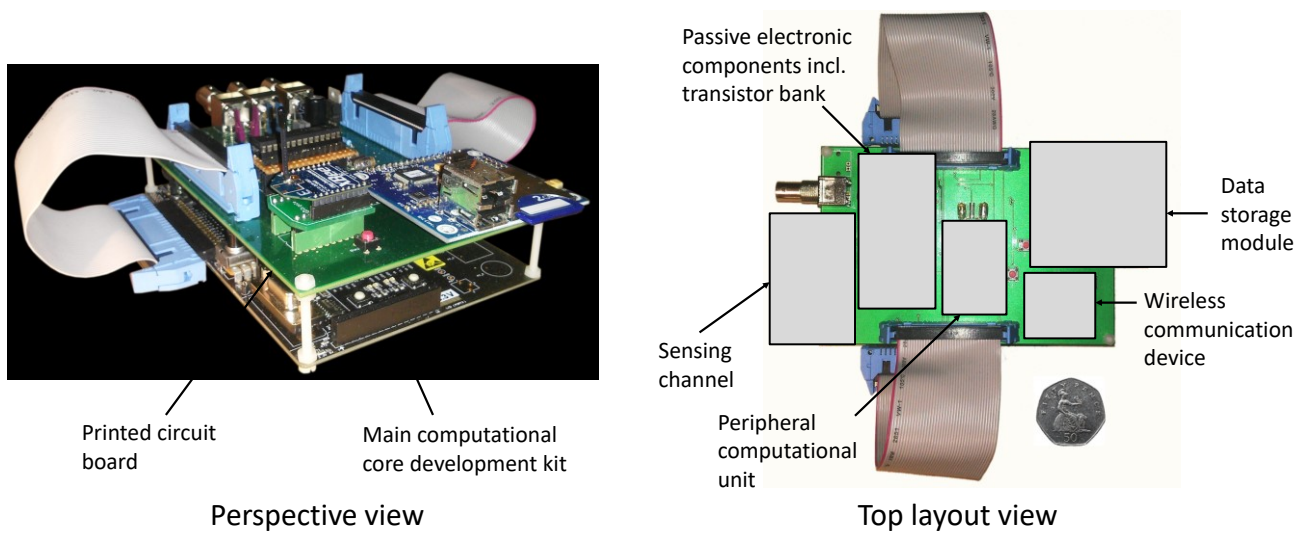 Passive electronic
components incl.
transistor bank
Data
storage
module
Wireless
communication
device
Sensing
channel
Peripheral
computational
unit
Printed circuit
board
Main computational
core development kit
Perspective view
Top layout view
50